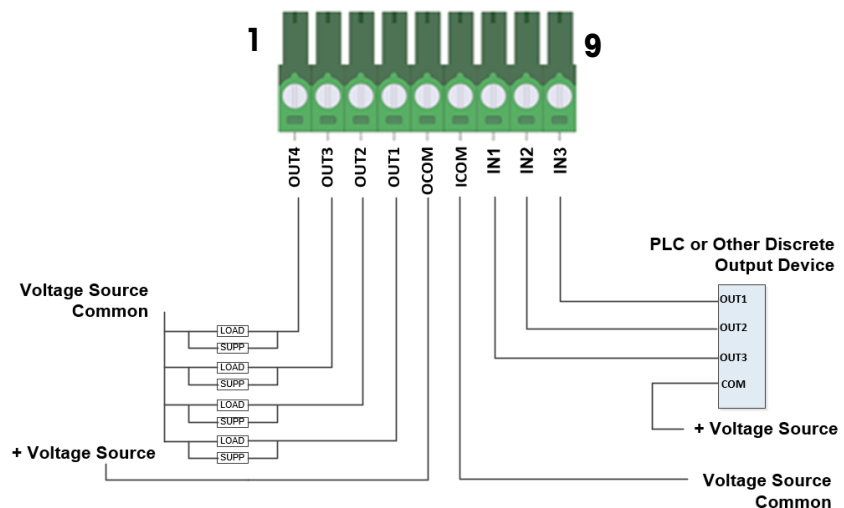 1
9
OUT4
OUT3
OUT2
OUT1
OCOM
ICOM
IN1
IN2
IN3
PLC or Other Discrete
Output Device
OUT1
OUT2
OUT3
COM
+ Voltage Source
Voltage Source
Common
Voltage Source
Common
LOAD
SUPP
LOAD
SUPP
LOAD
SUPP
LOAD
SUPP
+ Voltage Source